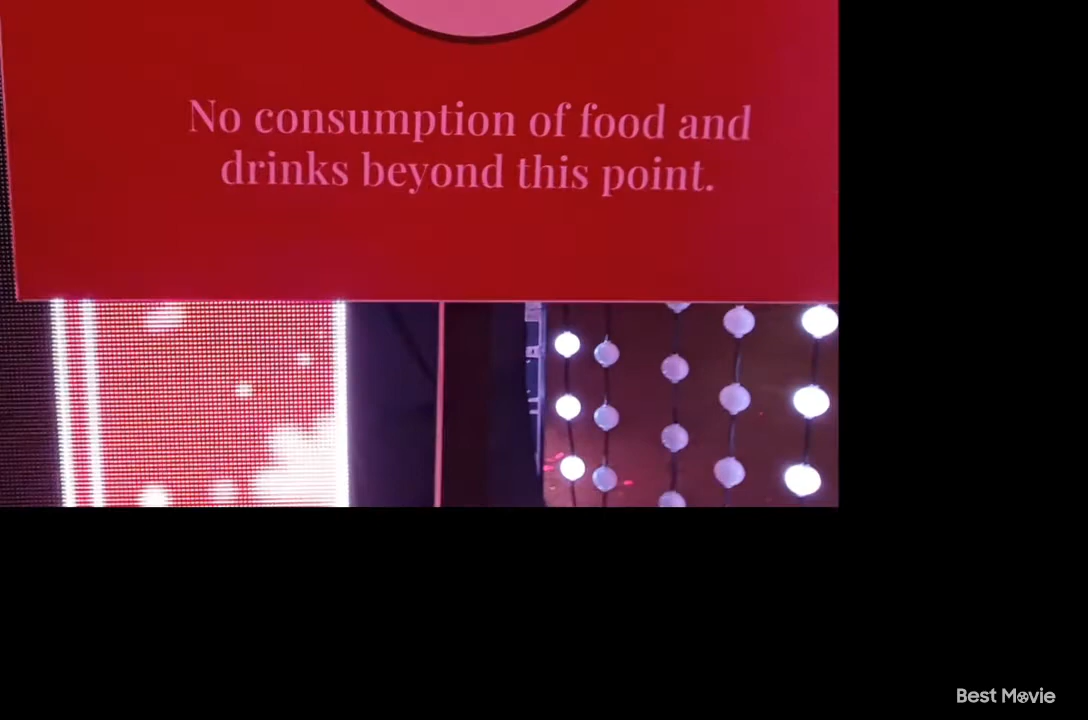 No consumption of food and
drinks beyond this point.
Best Movie